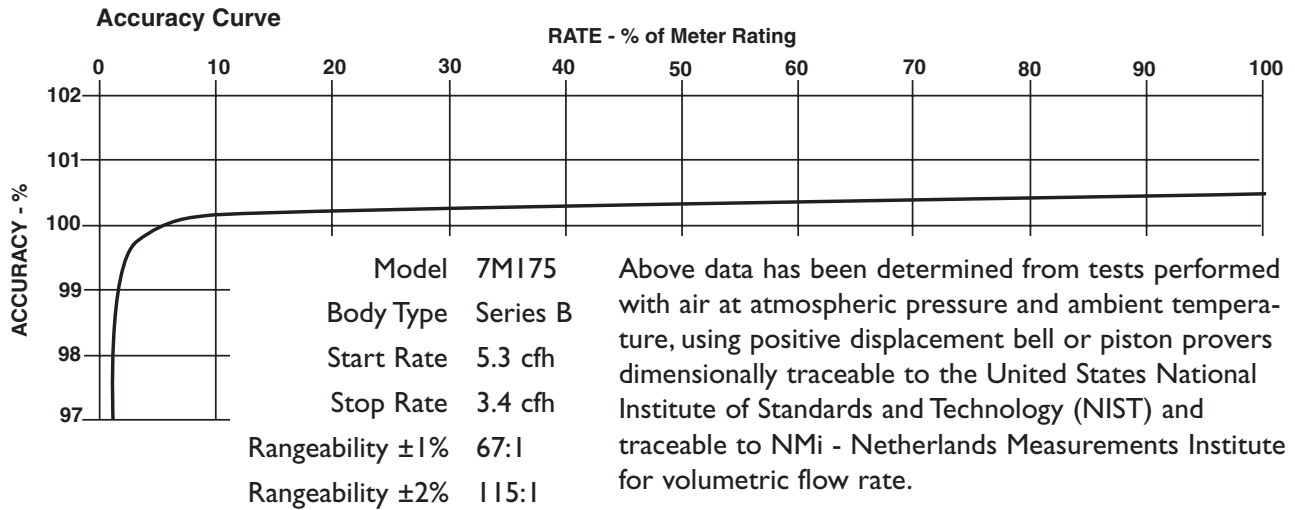 Accuracy Curve
RATE - % of Meter Rating
0 10 20 30 40 50 60 70 80 90 100
102
101
100
99
98
97
ACCURACY - %
Model 7M175
Body Type Series B
Start Rate 5.3 cfh
Stop Rate 3.4 cfh
Rangeability ±1% 67:1
Rangeability ±2% 115:1
Above data has been determined from tests performed
with air at atmospheric pressure and ambient tempera-
ture, using positive displacement bell or piston provers
dimensionally traceable to the United States National
Institute of Standards and Technology (NIST) and
traceable to NMi - Netherlands Measurements Institute
for volumetric flow rate.